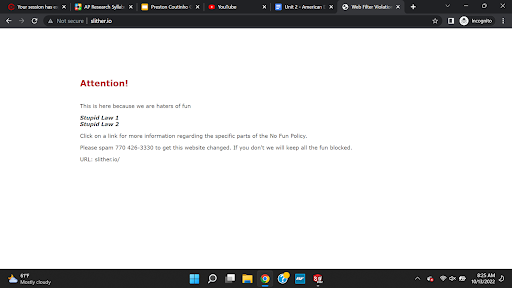 Your session has e
AP Research Syllab
Preston Coutinho
YouTube
Unit 2 - American
Web Filter Violation
Not secure | slither.io
Incognito
Attention!
This is here because we are haters of fun
Stupid Law 1
Stupid Law 2
Click on a link for more information regarding the specific parts of the No Fun Policy.
Please spam 770.426-3330 to get this website changed. If you don't we will keep all the fun blocked.
URL: slither.io/
67°F
Mostly cloudy
8:25 AM
10/13/2022